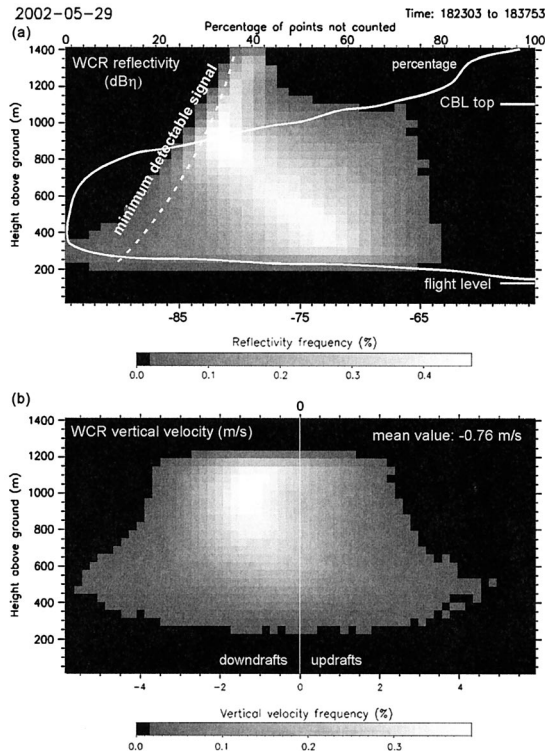 2002-05-29
Time: 182303 to 183753
Percentage of points not counted
(a)
0 20 40 60 80 100
1400
1200
1000
800
600
400
200
Height above ground (m)
WCR reflectivity
(dBη)
minimum detectable signal
percentage
CBL top
flight level
-85 -75 -65
Reflectivity frequency (%)
0.0 0.1 0.2 0.3 0.4
(b)
0
1400
1200
1000
800
600
400
200
Height above ground (m)
WCR vertical velocity (m/s)
mean value: -0.76 m/s
downdrafts updrafts
-4 -2 0 2 4
Vertical velocity frequency (%)
0.0 0.1 0.2 0.3